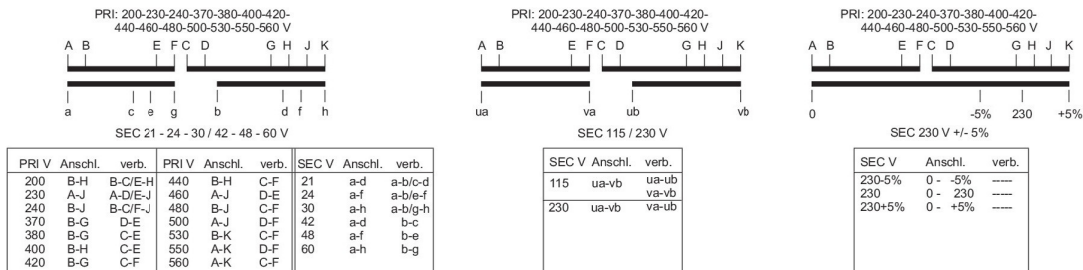 PRI: 200-230-240-370-380-400-420-
440-460-480-500-530-550-560 V
A B E F C D G H J K
a c e g b d f h
SEC 21 - 24 - 30 / 42 - 48 - 60 V
PRI V Anschl. verb. PRI V Anschl. verb. SEC V Anschl. verb.
200 B-H B-C/E-H 440 B-H C-F 21 a-d a-b/c-d
230 A-J A-D/E-J 460 A-J D-E 24 a-f a-b/e-f
240 B-J B-C/F-J 480 B-J C-F 30 a-h a-b/g-h
370 B-G D-E 500 A-J D-F 42 a-d b-c
380 B-G C-E 530 B-K C-F 48 a-f b-e
400 B-H C-E 550 A-K D-F 60 a-h b-g
420 B-G C-F 560 A-K C-F
PRI: 200-230-240-370-380-400-420-
440-460-480-500-530-550-560 V
A B E F C D G H J K
ua va ub vb
SEC 115 / 230 V
SEC V Anschl. verb.
115 ua-vb ua-ub
va-vb
230 ua-vb va-ub
PRI: 200-230-240-370-380-400-420-
440-460-480-500-530-550-560 V
A B E F C D G H J K
0 -5% 230 +5%
SEC 230 V +/- 5%
SEC V Anschl. verb.
230-5% 0 - -5% -----
230 0 - 230 -----
230+5% 0 - +5% -----